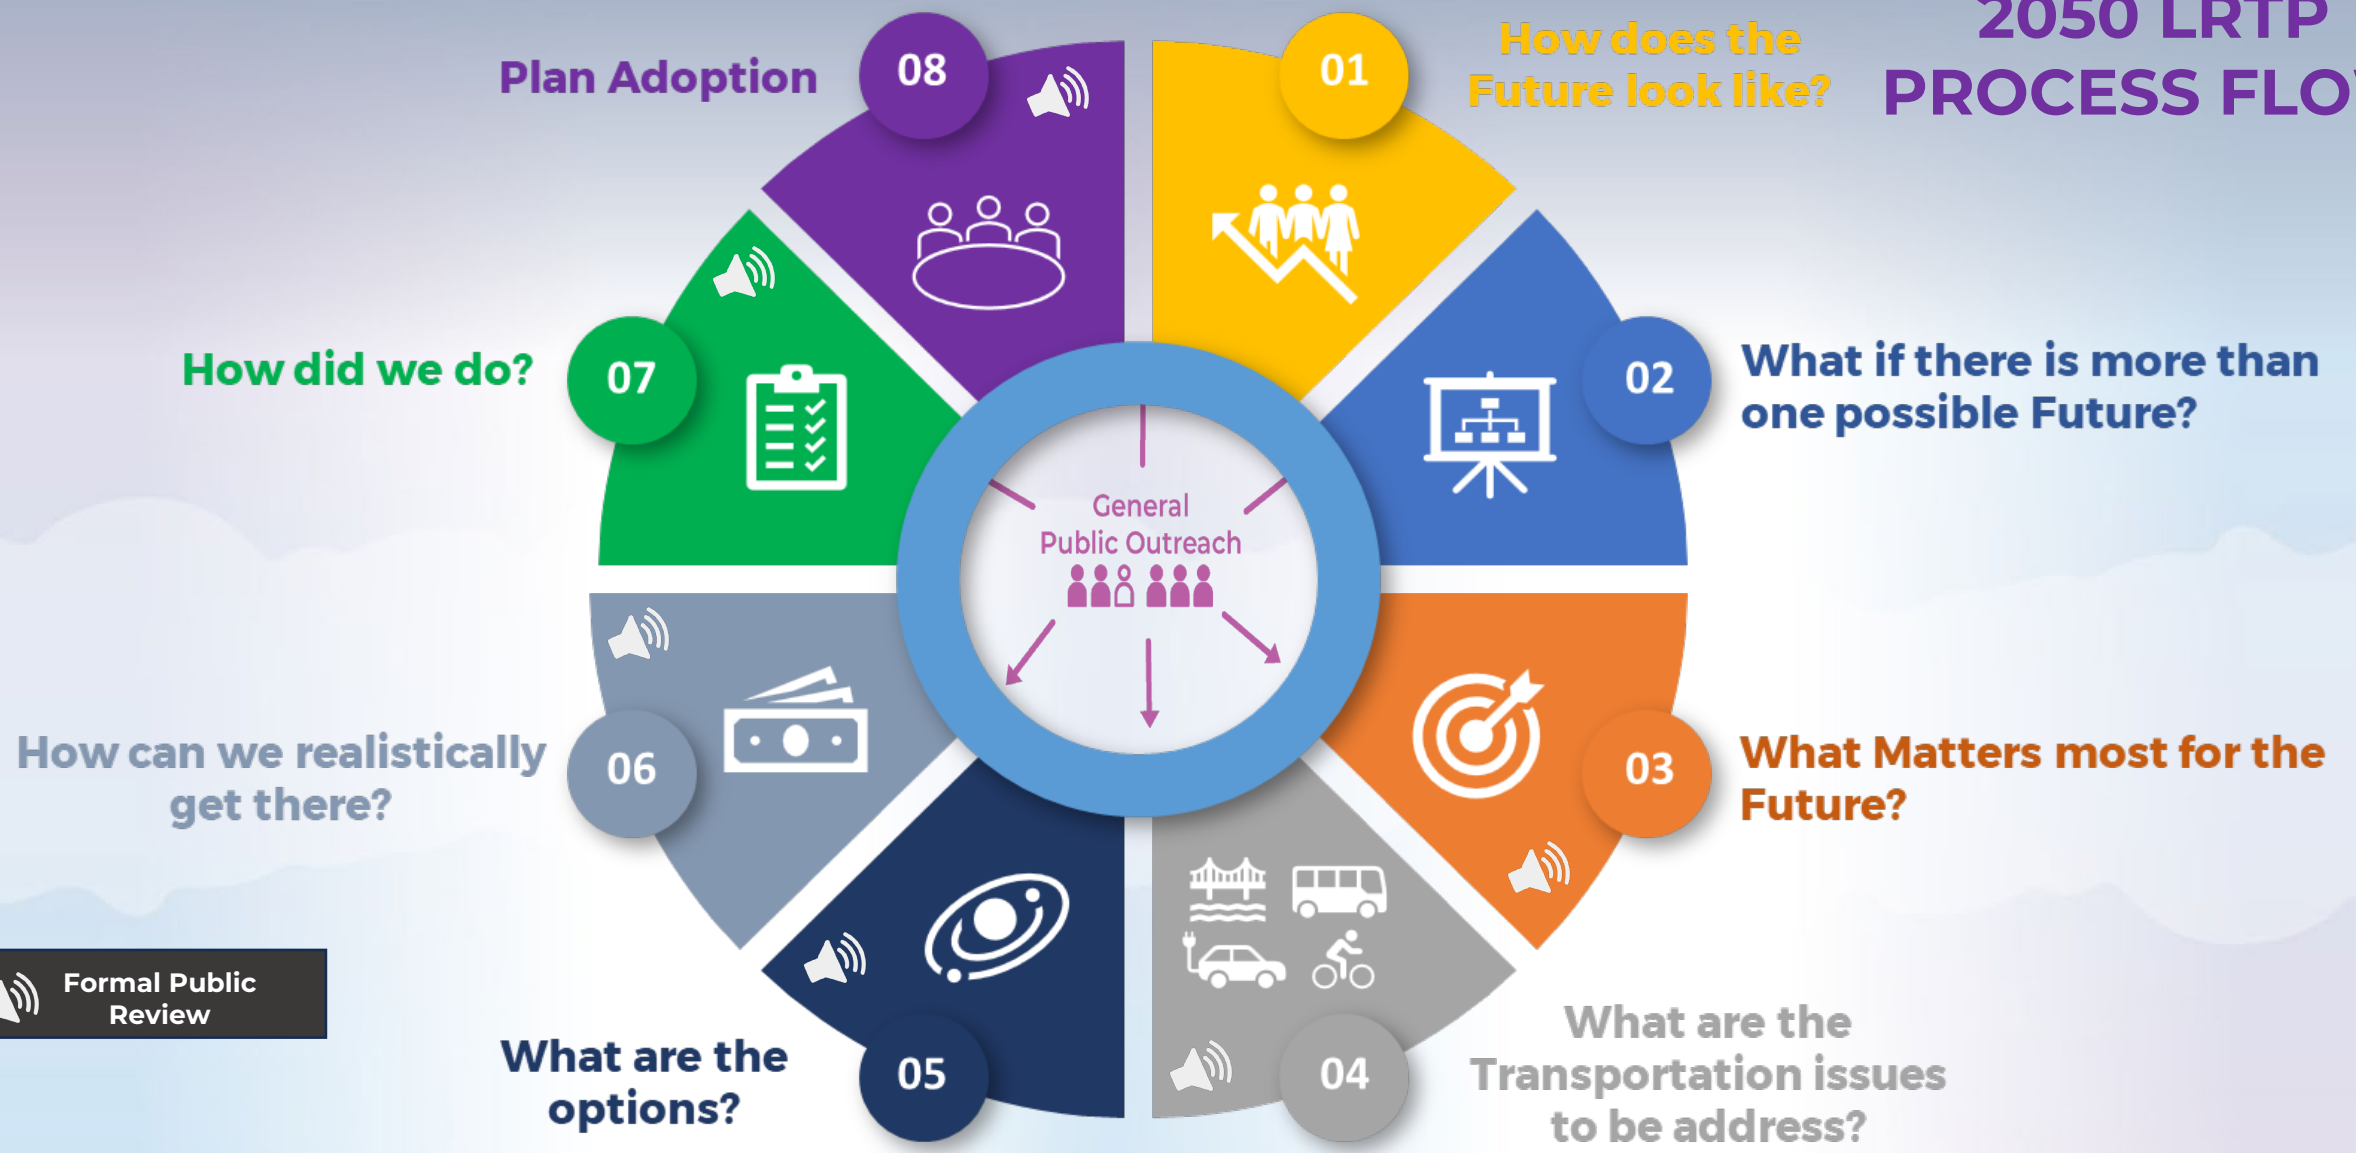 2050 LRTP
PROCESS FLO
01
How does the
Future look like?
02
What if there is more than
one possible Future?
03
What Matters most for the
Future?
04
What are the
Transportation issues
to be address?
05
What are the
options?
06
How can we realistically
get there?
07
How did we do?
08
Plan Adoption
General
Public Outreach
Formal Public
Review